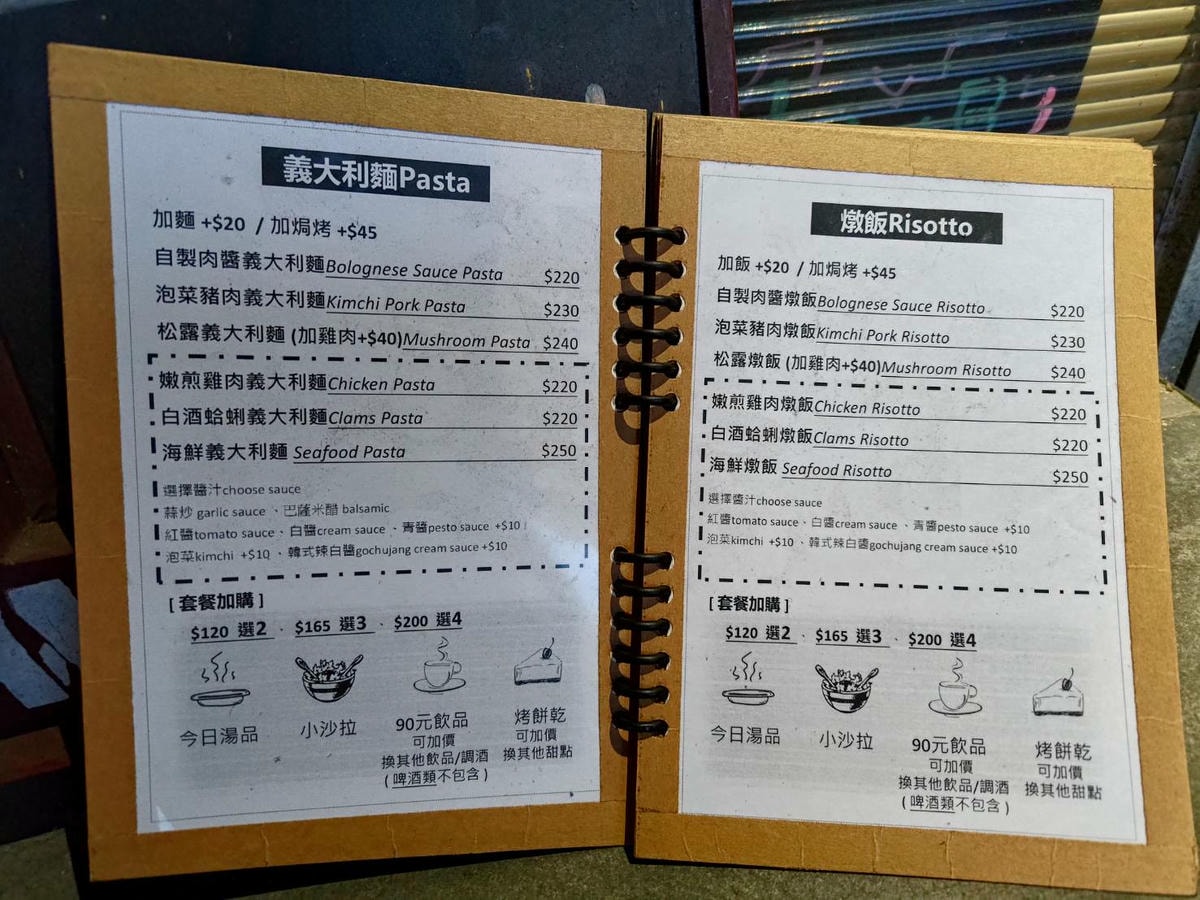 義大利麵Pasta
加麵 +$20 / 加焗烤 +$45
自製肉醬義大利麵Bolognese Sauce Pasta $220
泡菜豬肉義大利麵Kimchi Pork Pasta $230
松露義大利麵 (加雞肉+$40)Mushroom Pasta $240
嫩煎雞肉義大利麵Chicken Pasta $220
白酒蛤蜊義大利麵Clams Pasta $220
海鮮義大利麵 Seafood Pasta $250
選擇醬汁choose sauce
蒜炒 garlic sauce 、巴薩米醋 balsamic
紅醬tomato sauce 、白醬cream sauce 、青醬pesto sauce +$10
泡菜kimchi +$10 、韓式辣白醬gochujang cream sauce +$10
[ 套餐加購 ]
$120 選2 、 $165 選3 、 $200 選4
今日湯品 小沙拉 90元飲品 烤餅乾
可加價 可加價
換其他飲品/調酒 換其他甜點
( 啤酒類不包含 )
燉飯Risotto
加飯 +$20 / 加焗烤 +$45
自製肉醬燉飯Bolognese Sauce Risotto $220
泡菜豬肉燉飯Kimchi Pork Risotto $230
松露燉飯 (加雞肉+$40)Mushroom Risotto $240
嫩煎雞肉燉飯Chicken Risotto $220
白酒蛤蜊燉飯Clams Risotto $220
海鮮燉飯 Seafood Risotto $250
選擇醬汁choose sauce
紅醬tomato sauce 、白醬cream sauce 、青醬pesto sauce +$10
泡菜kimchi +$10 、韓式辣白醬gochujang cream sauce +$10
[ 套餐加購 ]
$120 選2 、 $165 選3 、 $200 選4
今日湯品 小沙拉 90元飲品 烤餅乾
可加價 可加價
換其他飲品/調酒 換其他甜點
( 啤酒類不包含 )